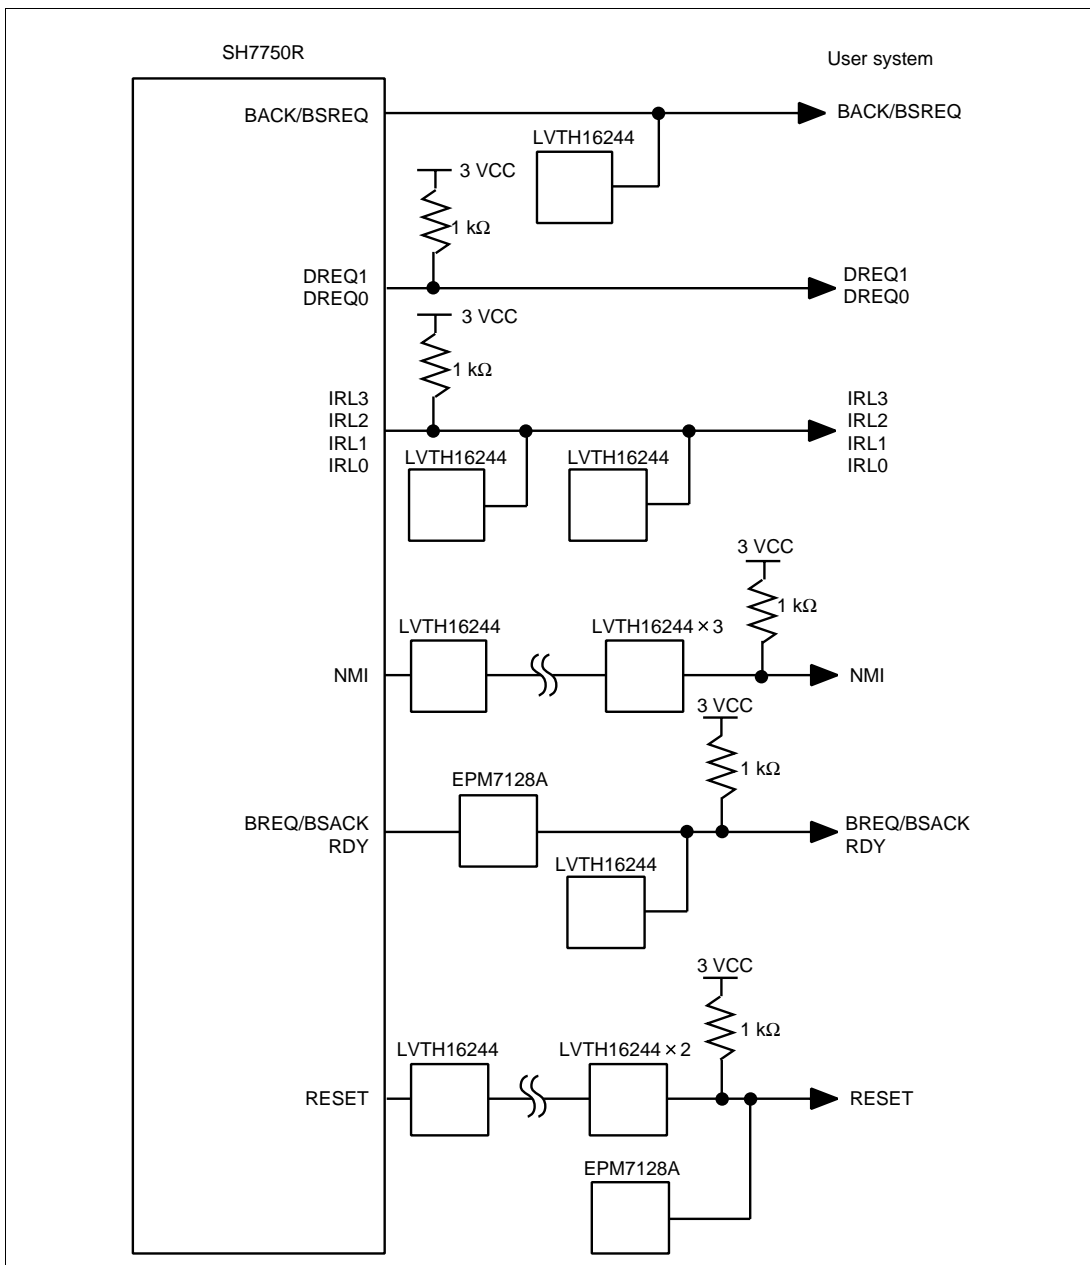 SH7750R
User system
BACK/BSREQ
BACK/BSREQ
LVTH16244
3 VCC
1 kΩ
DREQ1
DREQ0
DREQ1
DREQ0
3 VCC
1 kΩ
IRL3
IRL2
IRL1
IRL0
IRL3
IRL2
IRL1
IRL0
LVTH16244
LVTH16244
3 VCC
1 kΩ
LVTH16244
LVTH16244 × 3
NMI
NMI
3 VCC
1 kΩ
EPM7128A
BREQ/BSACK
RDY
BREQ/BSACK
RDY
LVTH16244
3 VCC
1 kΩ
LVTH16244
LVTH16244 × 2
RESET
RESET
EPM7128A